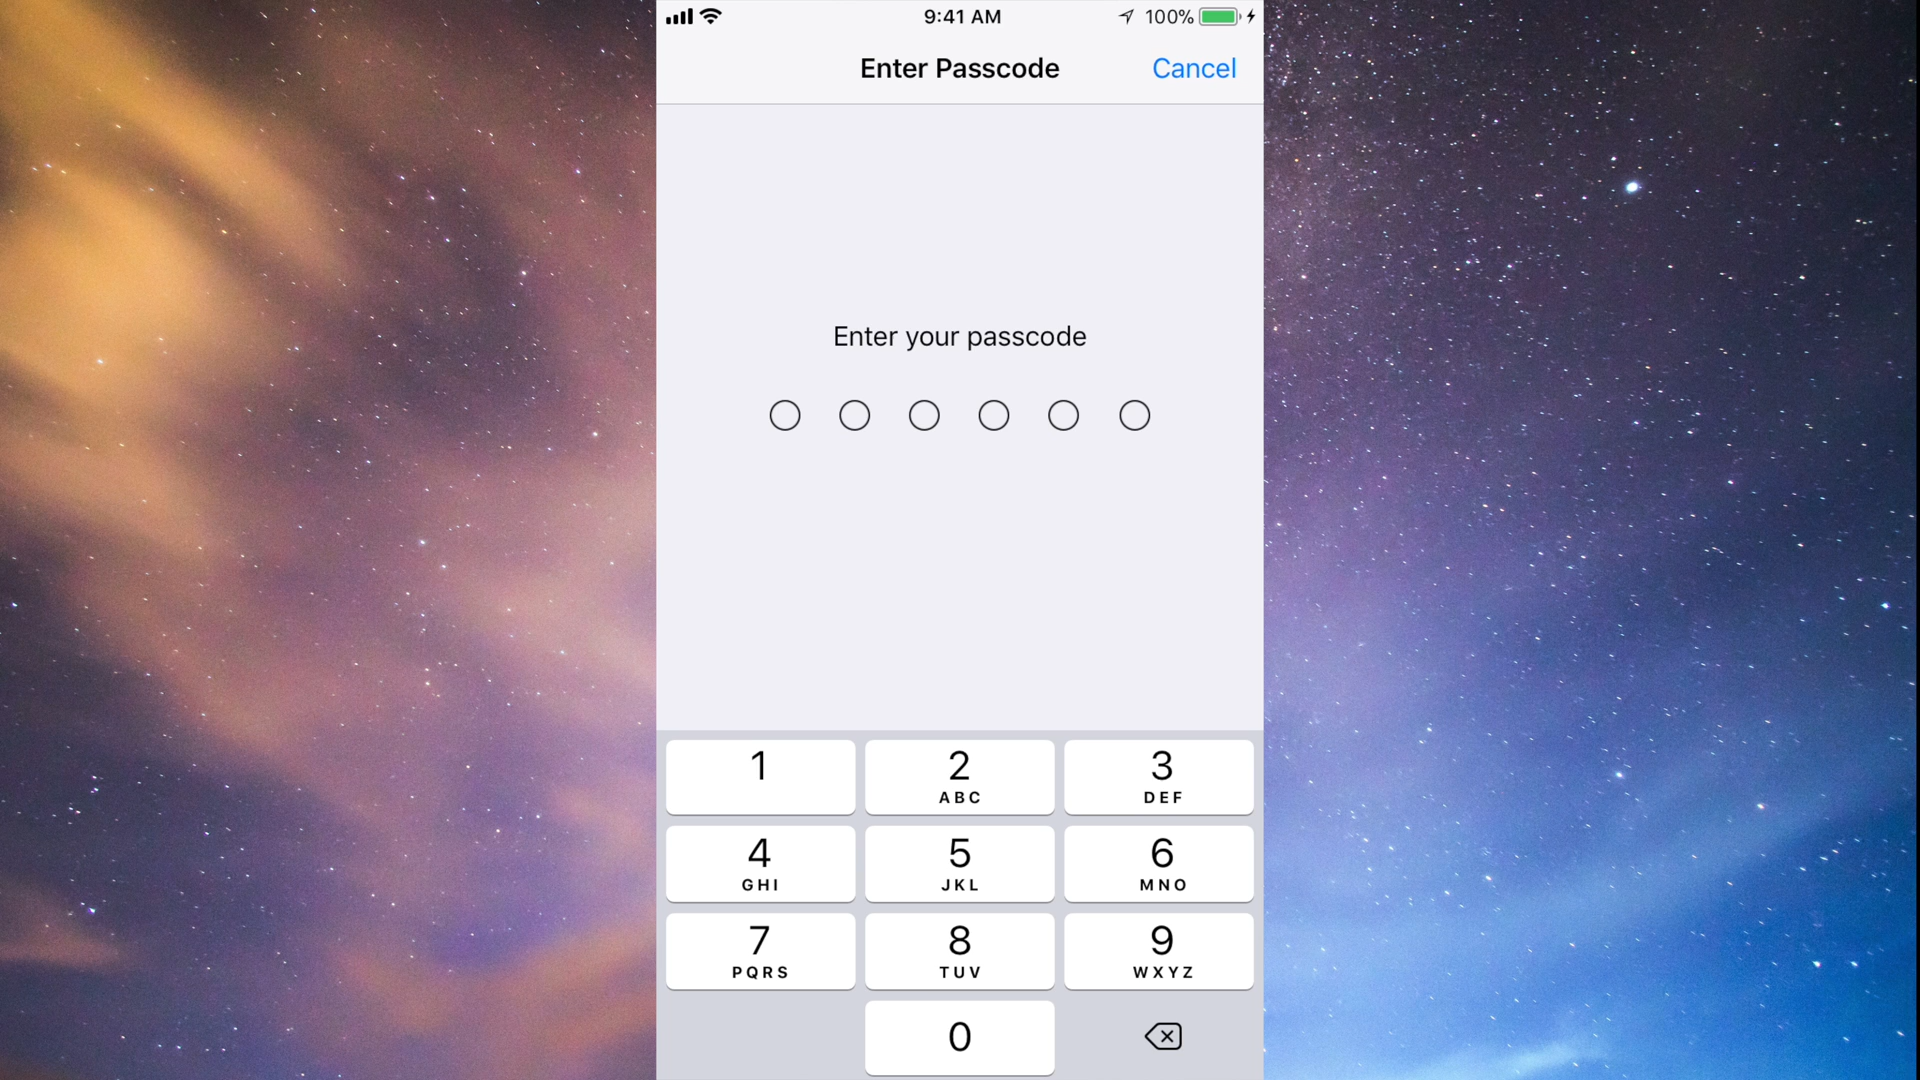 9:41 AM 100%
Enter Passcode Cancel
Enter your passcode
1 2 3
ABC DEF
4 5 6
GHI JKL MNO
7 8 9
PQRS TUV WXYZ
0